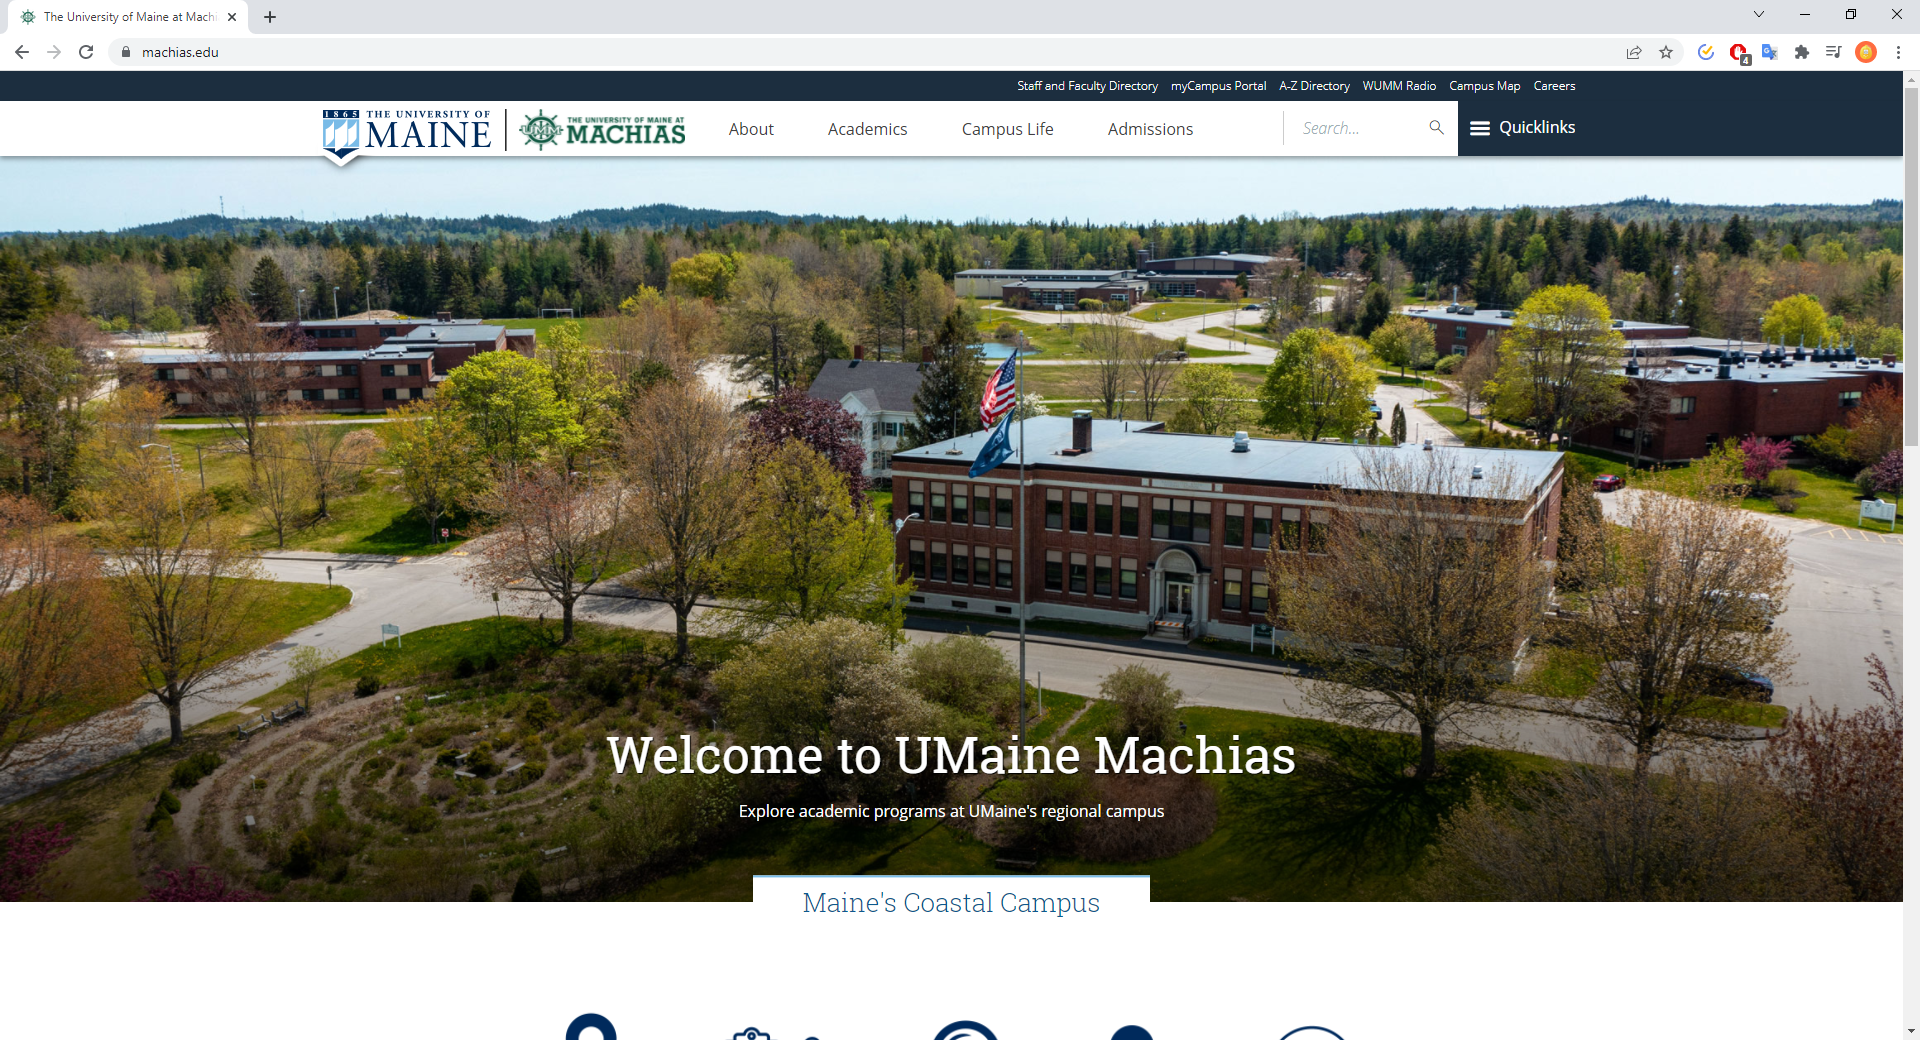 The University of Maine at Machi
machias.edu
4
Staff and Faculty Directory myCampus Portal A-Z Directory WUMM Radio Campus Map Careers
1865
THE UNIVERSITY OF
MAINE
UMM
THE UNIVERSITY OF MAINE AT
MACHIAS
About Academics Campus Life Admissions
Search...
Quicklinks
Welcome to UMaine Machias
Explore academic programs at UMaine's regional campus
Maine's Coastal Campus